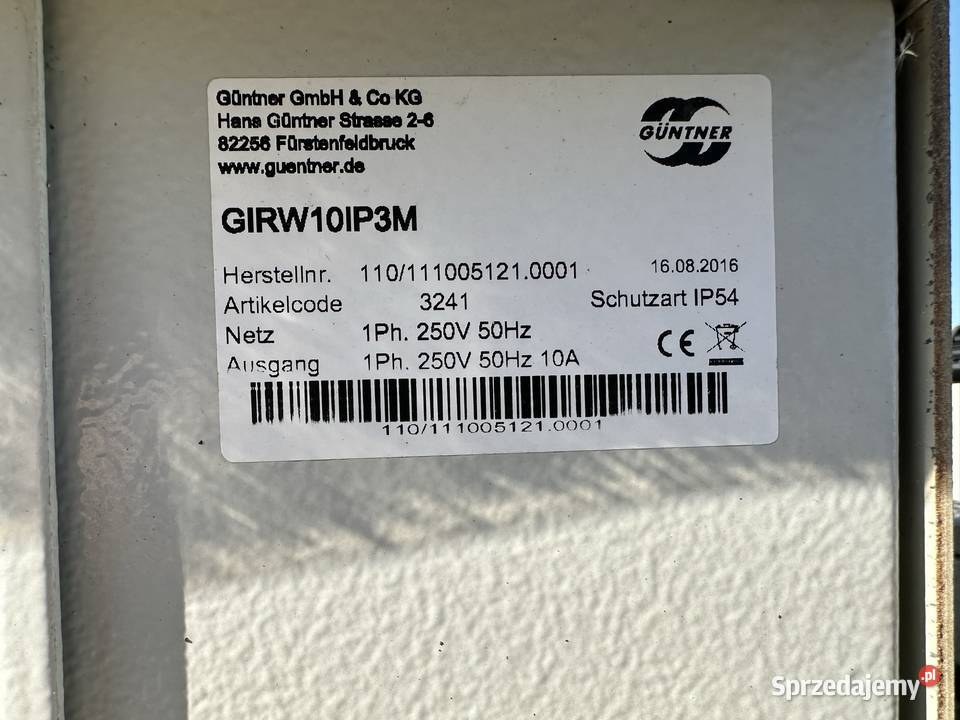 Güntner GmbH & Co KG
Hans Güntner Strasse 2-6
82256 Fürstenfeldbruck
www.guentner.de
GÜNTNER
GIRW10IP3M
Herstellnr. 110/111005121.0001 16.08.2016
Artikelcode 3241 Schutzart IP54
Netz 1Ph. 250V 50Hz
CE
Ausgang 1Ph. 250V 50Hz 10A
110/111005121.0001
Sprzedajemy.pl